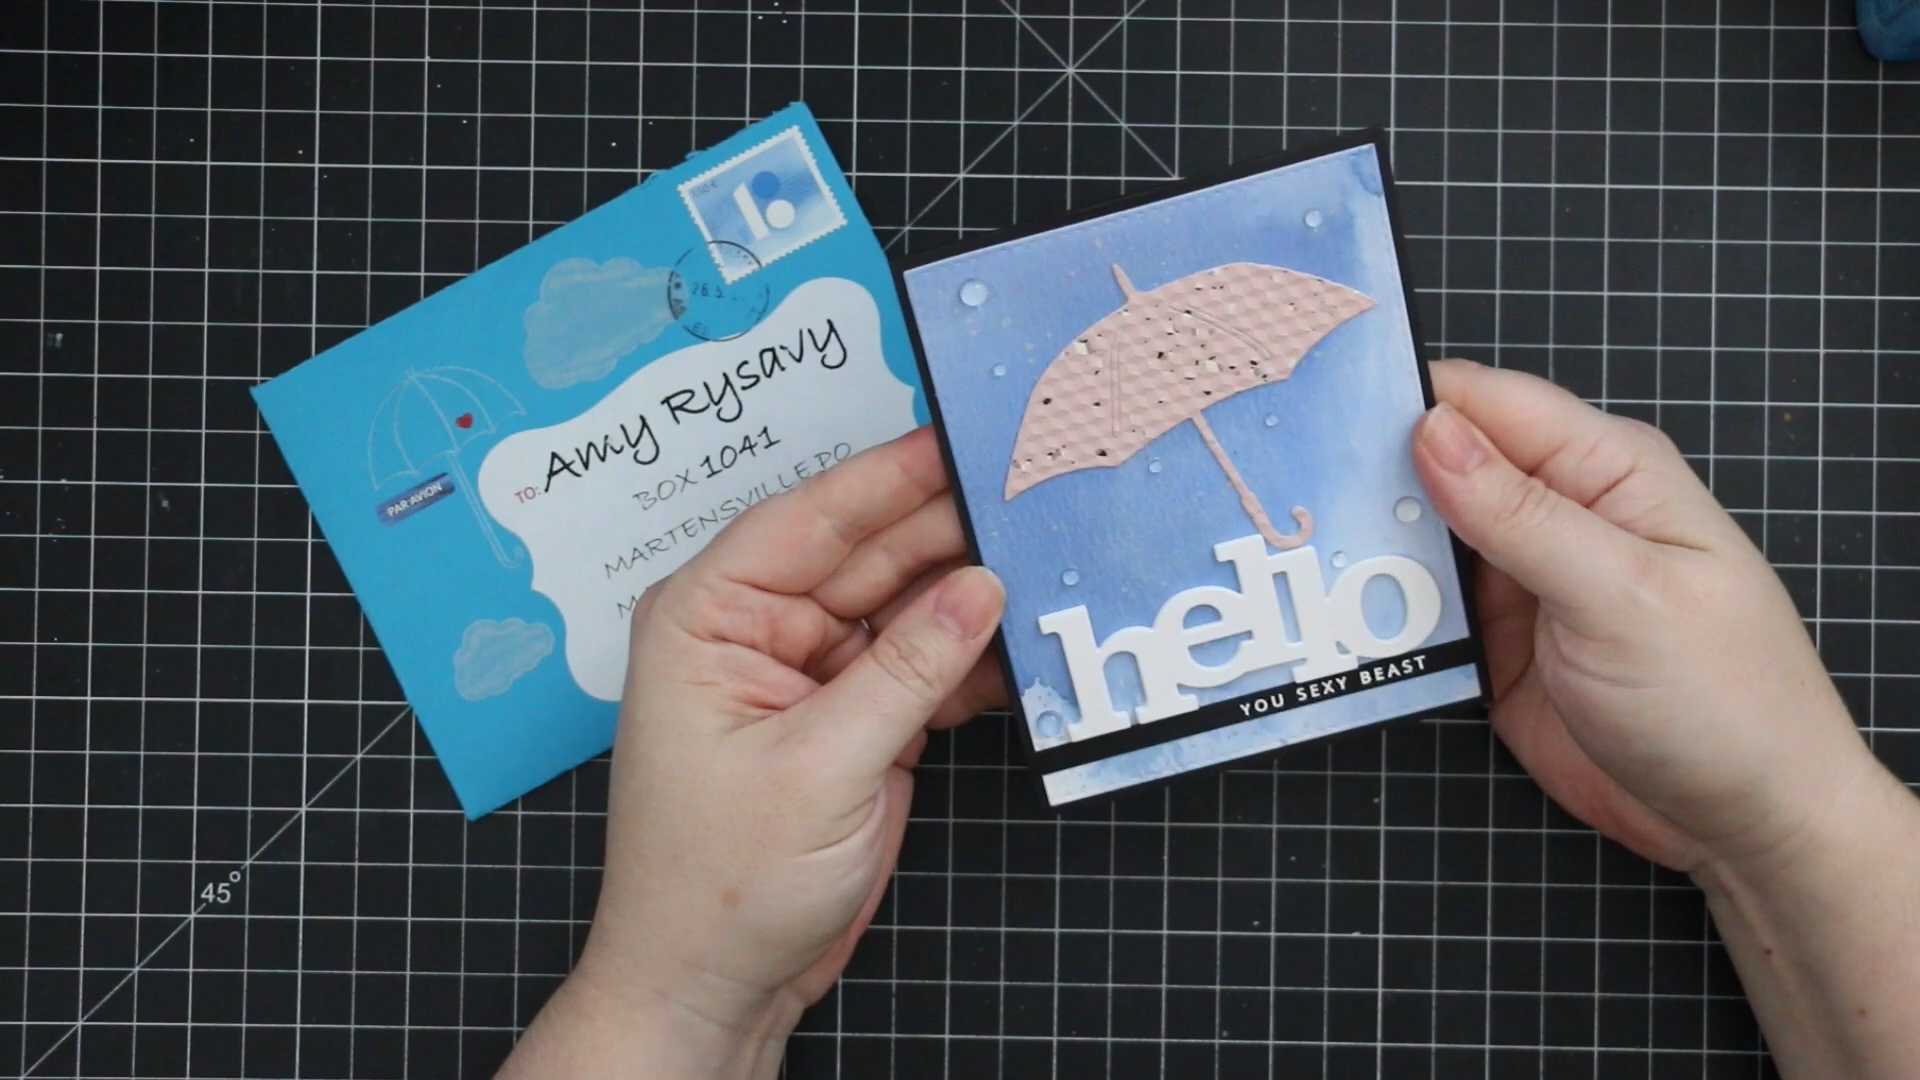 TO: Amy Rysavy
BOX 1041
MARTENSVILLE PO
PAR AVION
hello
YOU SEXY BEAST
45°